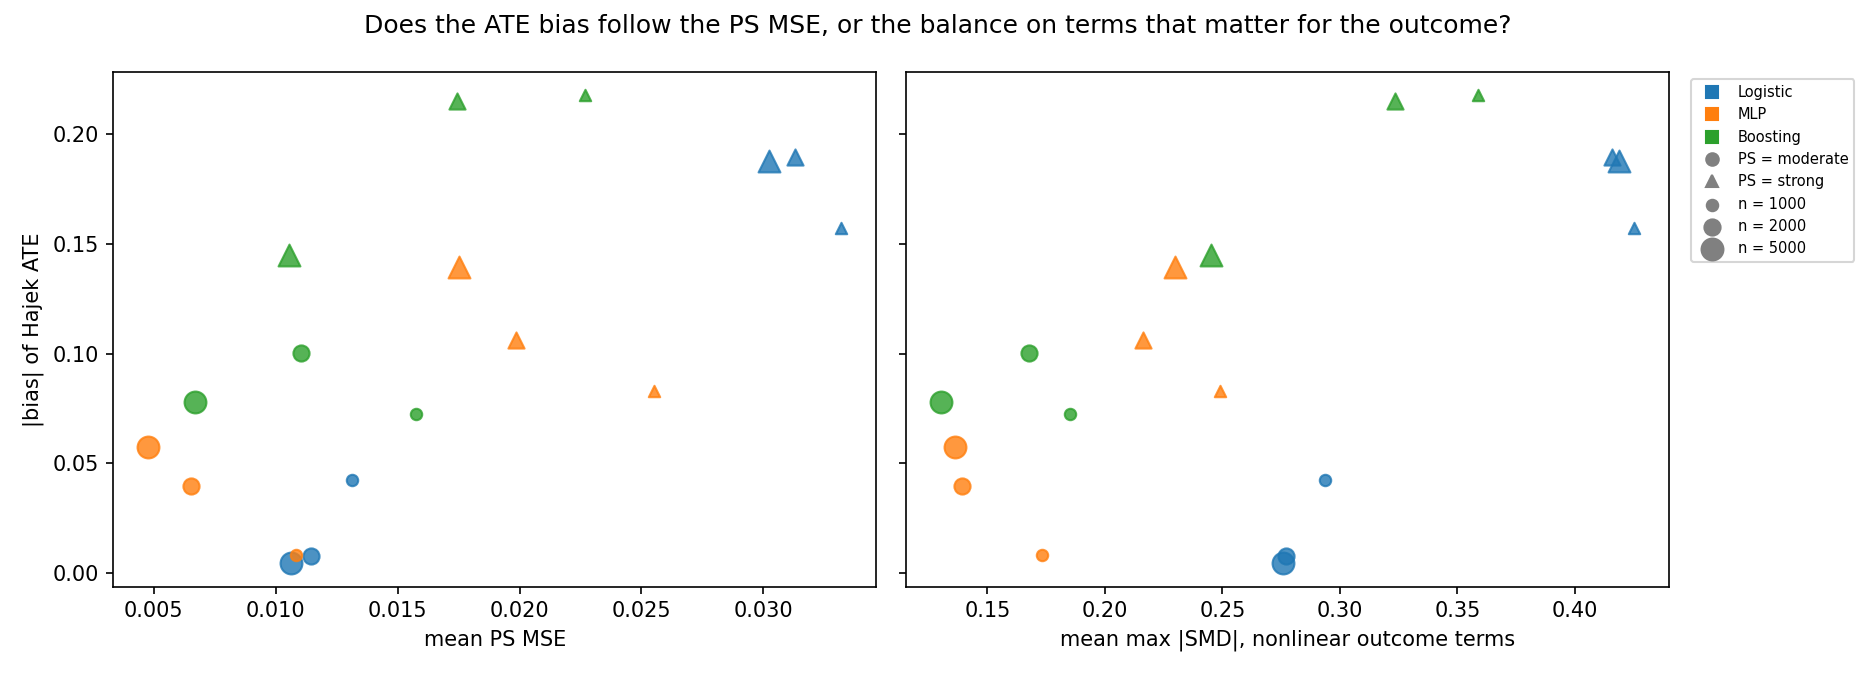 Does the ATE bias follow the PS MSE, or the balance on terms that matter for the outcome?
|bias| of Hajek ATE
0.20
0.15
0.10
0.05
0.00
0.005 0.010 0.015 0.020 0.025 0.030
mean PS MSE
0.15 0.20 0.25 0.30 0.35 0.40
mean max |SMD|, nonlinear outcome terms
Logistic
MLP
Boosting
PS = moderate
PS = strong
n = 1000
n = 2000
n = 5000